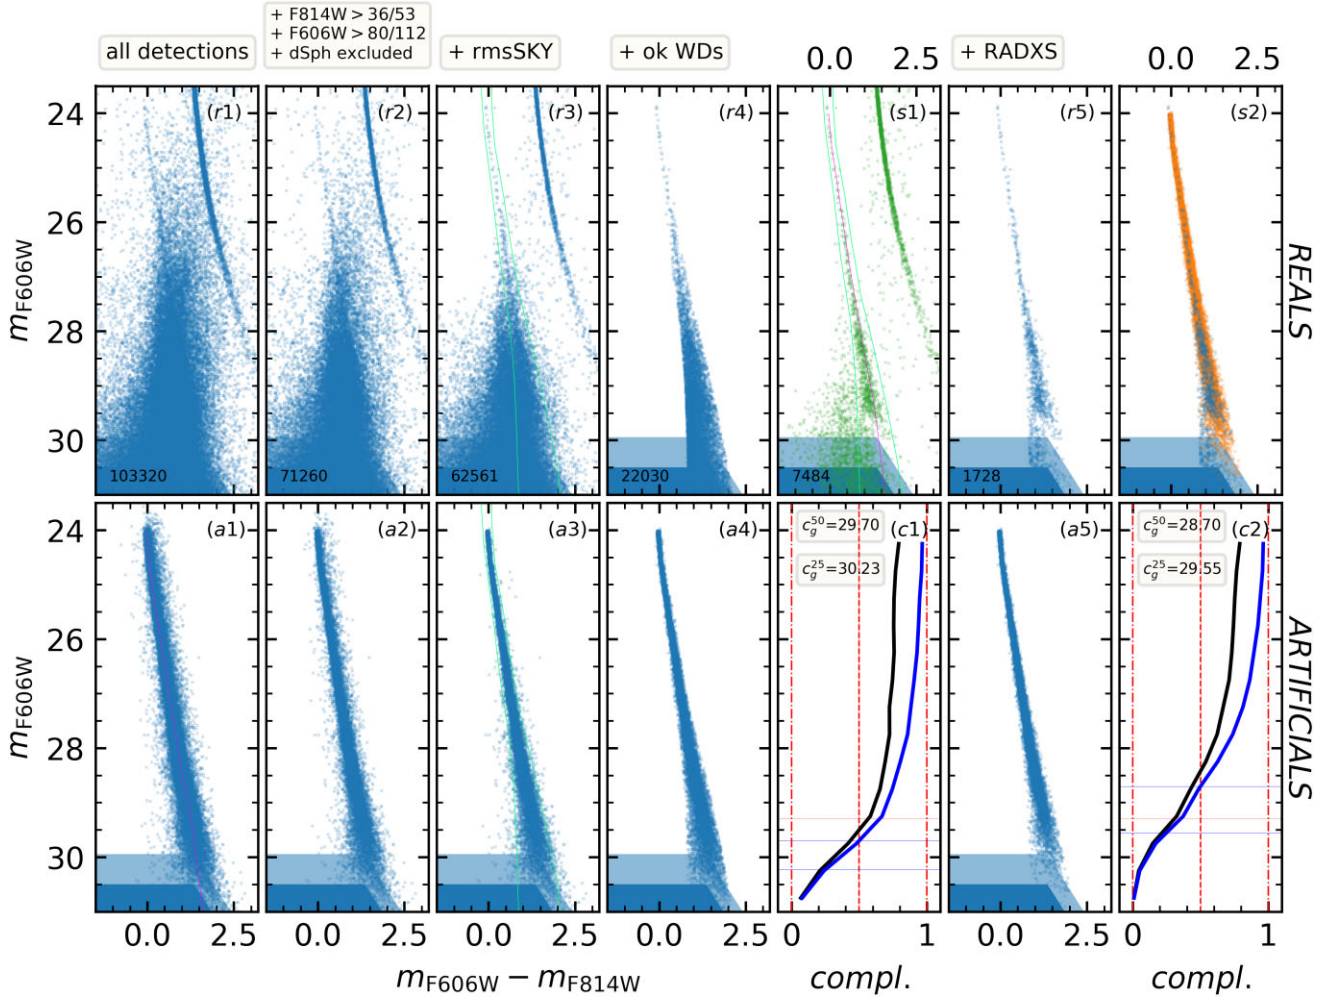 all detections
+ F814W > 36/53
+ F606W > 80/112
+ dSph excluded
+ rmsSKY
+ ok WDs
0.0 2.5
+ RADXS
0.0 2.5
(r1) (r2) (r3) (r4) (s1) (r5) (s2)
24
26
28
30
m_F606W
REALS
103320 71260 62561 22030 7484 1728
(a1) (a2) (a3) (a4) (c1) (a5) (c2)
c_g^50=29.70
c_g^25=30.23
c_g^50=28.70
c_g^25=29.55
24
26
28
30
m_F606W
ARTIFICIALS
0.0 2.5 0.0 2.5 0.0 2.5 0.0 2.5 0 1 0.0 2.5 0 1
m_F606W − m_F814W
compl.
compl.